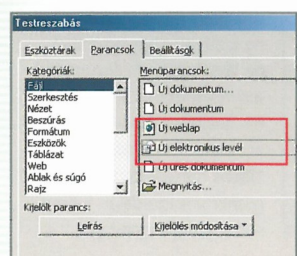 Testreszabás
Eszköztárak Parancsok Beállítások
Kategóriák:
Menüparancsok:
Fájl
Szerkesztés
Nézet
Beszúrás
Formátum
Eszközök
Táblázat
Web
Ablak és súgó
Rajz
Új dokumentum...
Új dokumentum
Új weblap
Új elektronikus levél
Új üres dokumentum
Megnyitás...
Kijelölt parancs:
Leírás
Kijelölés módosítása